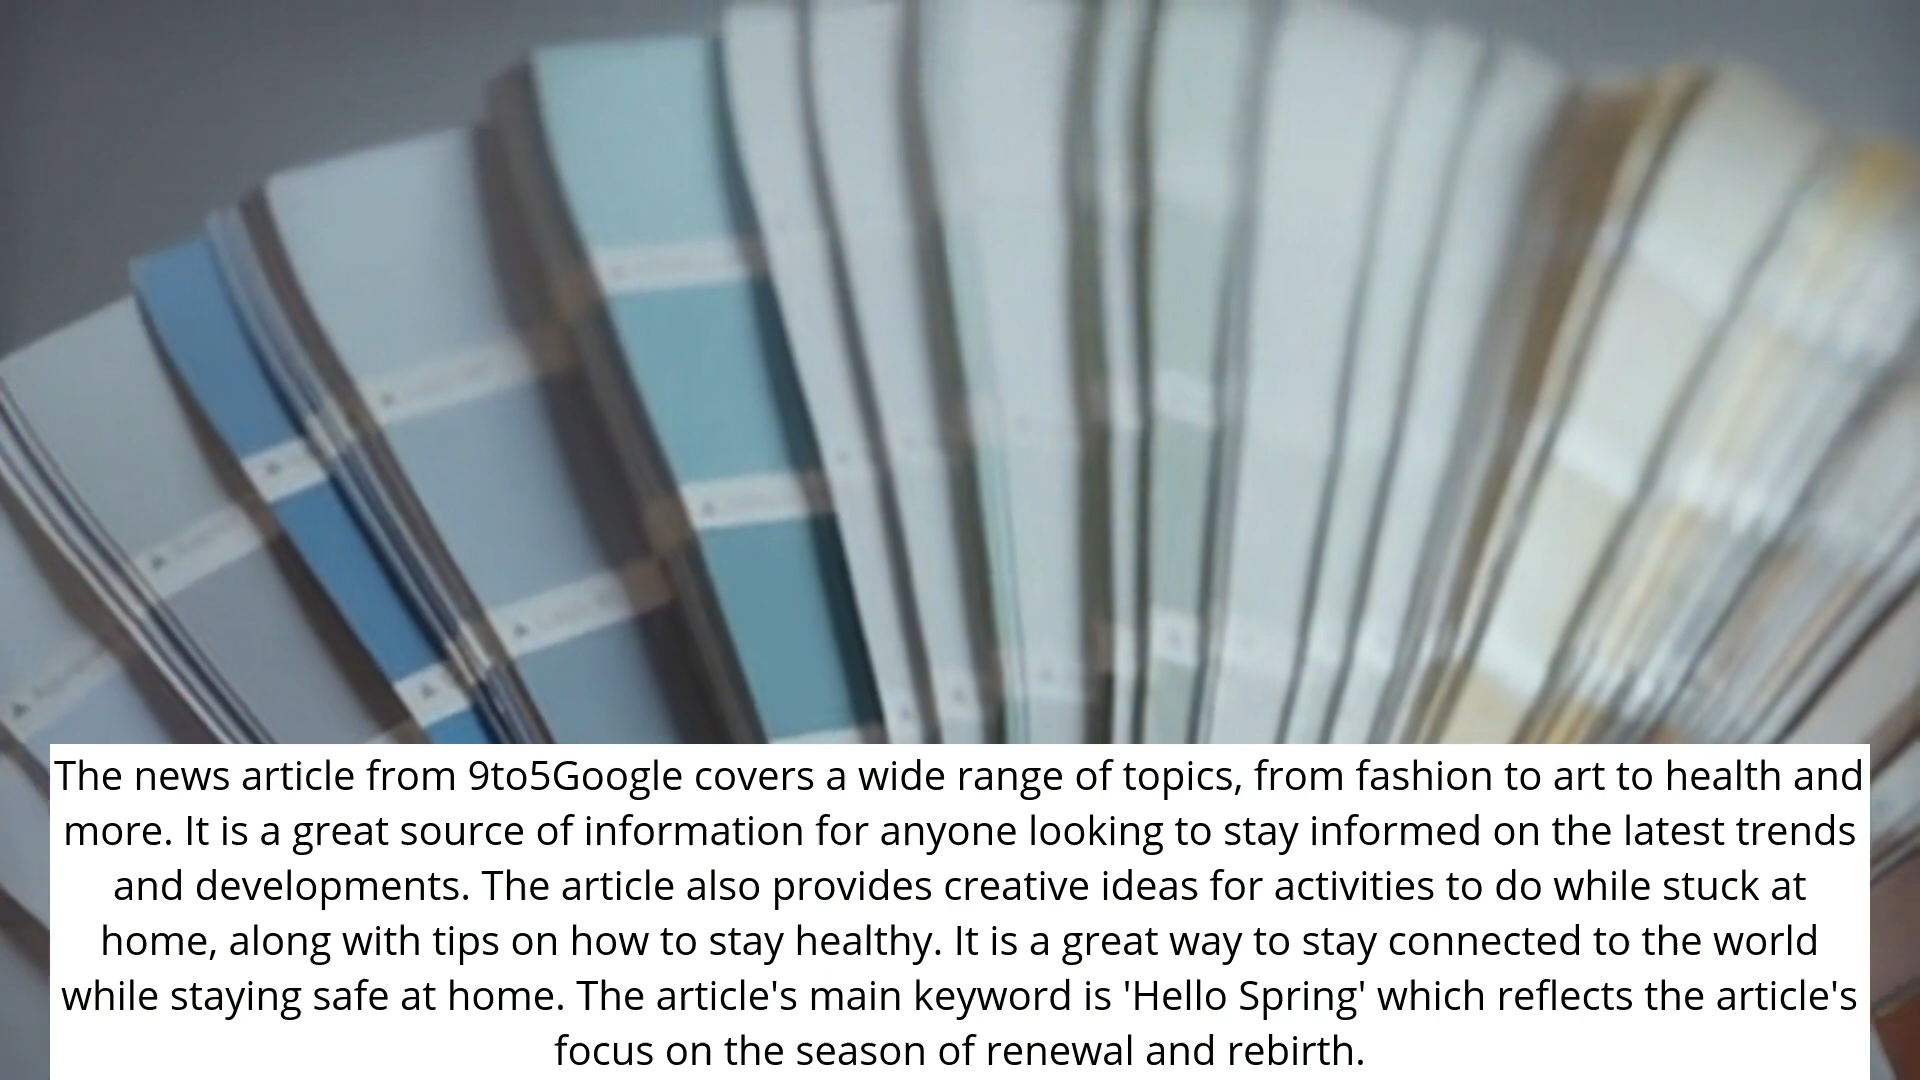 The news article from 9to5Google covers a wide range of topics, from fashion to art to health and
more. It is a great source of information for anyone looking to stay informed on the latest trends
and developments. The article also provides creative ideas for activities to do while stuck at
home, along with tips on how to stay healthy. It is a great way to stay connected to the world
while staying safe at home. The article's main keyword is 'Hello Spring' which reflects the article's
focus on the season of renewal and rebirth.